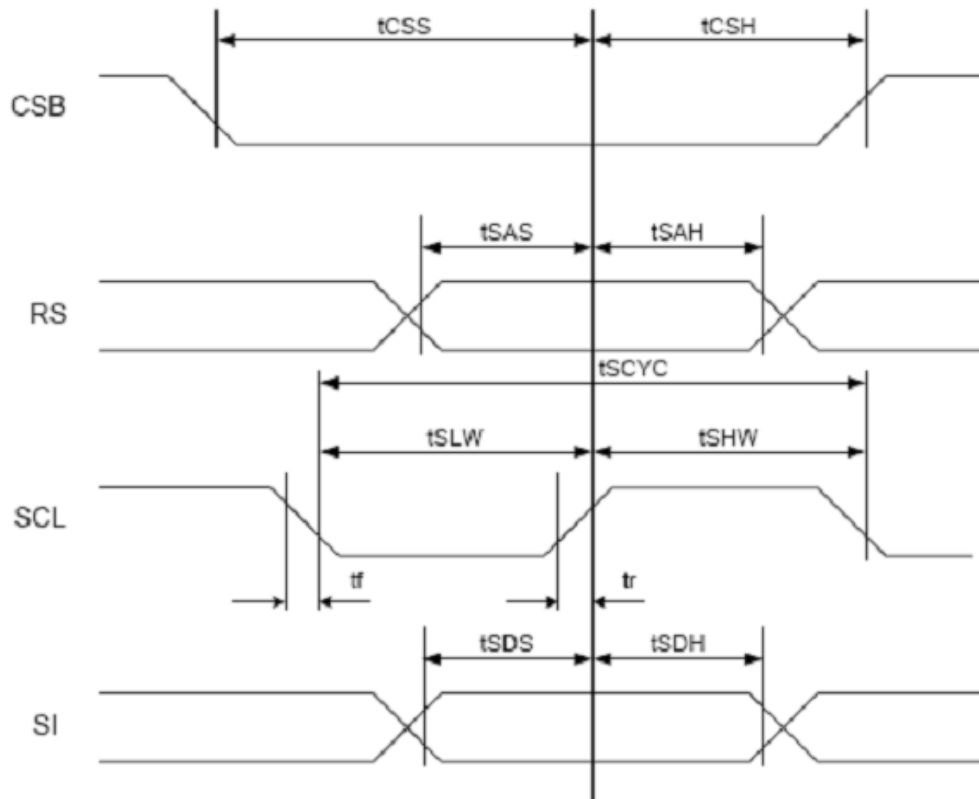 tCSS tCSH
CSB
tSAS tSAH
RS
tSCYC
tSLW tSHW
SCL
tf tr
tSDS tSDH
SI